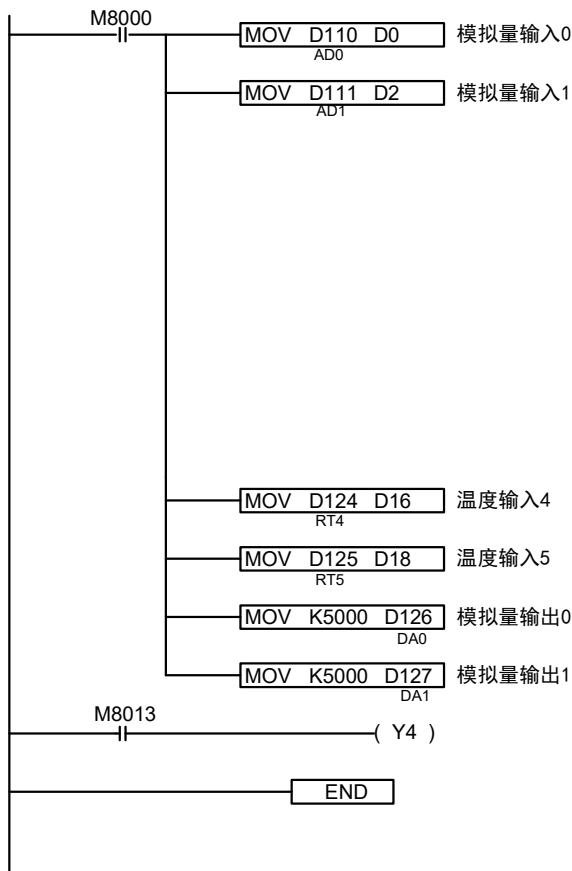 M8000
MOV D110 D0 模拟量输入0
AD0
MOV D111 D2 模拟量输入1
AD1
MOV D124 D16 温度输入4
RT4
MOV D125 D18 温度输入5
RT5
MOV K5000 D126 模拟量输出0
DA0
MOV K5000 D127 模拟量输出1
DA1
M8013
( Y4 )
END